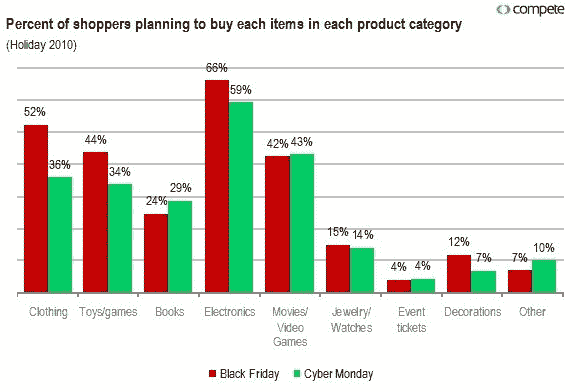 compete
Percent of shoppers planning to buy each items in each product category
(Holiday 2010)
66%
59%
52%
44%
42% 43%
36%
34%
29%
24%
15% 14%
12%
10%
7% 7%
4% 4%
Clothing Toys/games Books Electronics Movies/ Jewelry/ Event Decorations Other
Video Watches tickets
Games
Black Friday Cyber Monday